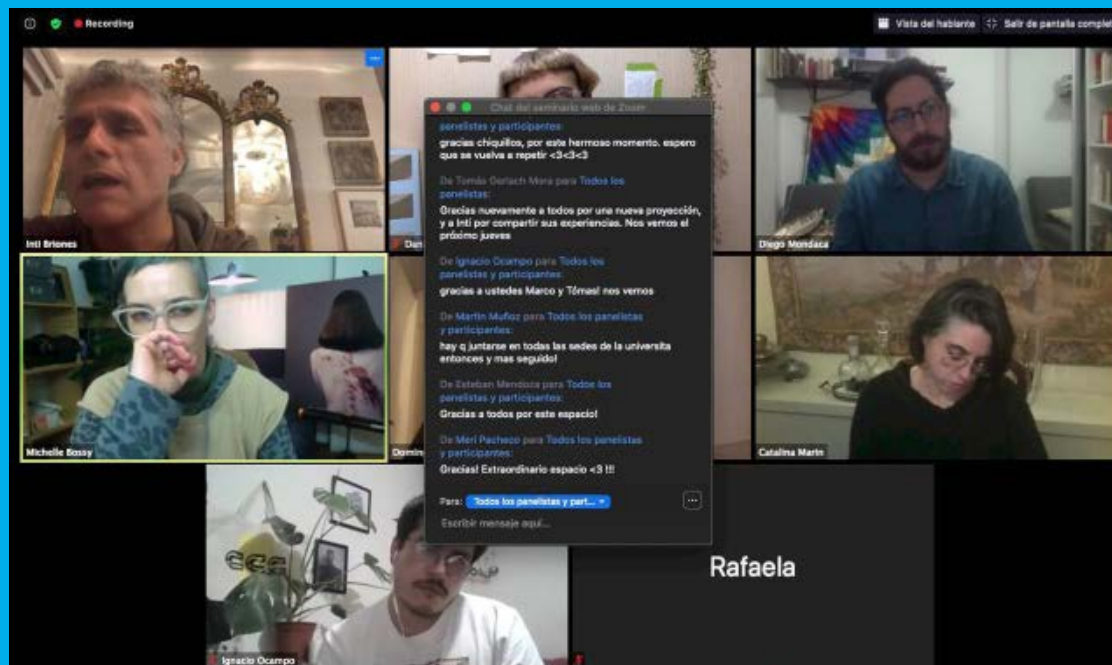 Recording
Vista del hablante
Salir de pantalla complet
Inti Briones
Dan
Diego Mondaca
Chat del seminario web de Zoom
panelistas y participantes:
gracias chiquillos, por este hermoso momento. espero
que se vuelva a repetir <3<3<3
De Tomás Gerlach Mora para Todos los
panelistas:
Gracias nuevamente a todos por una nueva proyección,
y a Inti por compartir sus experiencias. Nos vemos el
próximo jueves
De Ignacio Ocampo para Todos los
panelistas y participantes:
gracias a ustedes Marco y Tómas! nos vemos
De Martin Muñoz para Todos los panelistas
y participantes:
hay q juntarse en todas las sedes de la universita
entonces y mas seguido!
De Esteban Mendoza para Todos los
panelistas y participantes:
Gracias a todos por este espacio!
De Meri Pacheco para Todos los panelistas
y participantes:
Gracias! Extraordinario espacio <3 !!!
Para: Todos los panelistas y part...
Escribir mensaje aquí...
Michelle Bossy
Domin
Catalina Marin
Ignacio Ocampo
Rafaela